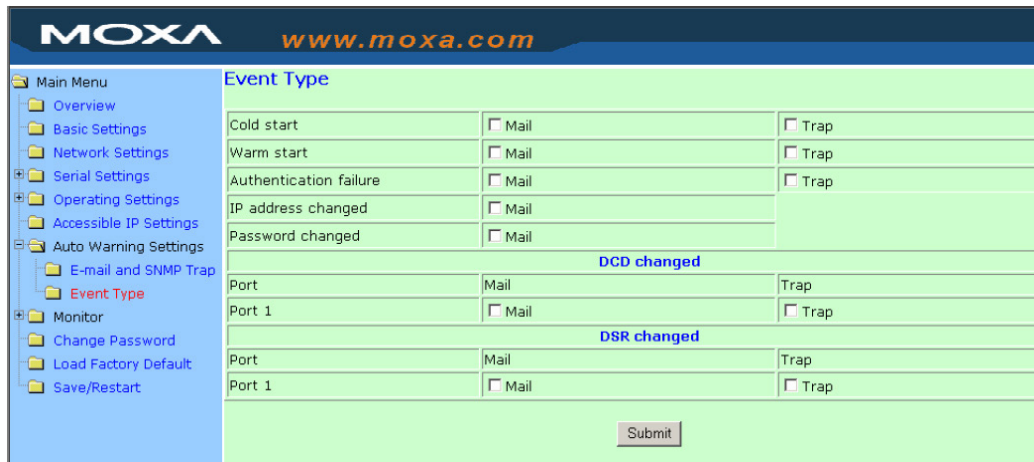 MOXA www.moxa.com
Main Menu
Overview
Basic Settings
Network Settings
Serial Settings
Operating Settings
Accessible IP Settings
Auto Warning Settings
E-mail and SNMP Trap
Event Type
Monitor
Change Password
Load Factory Default
Save/Restart
Event Type
Cold start Mail Trap
Warm start Mail Trap
Authentication failure Mail Trap
IP address changed Mail
Password changed Mail
DCD changed
Port Mail Trap
Port 1 Mail Trap
DSR changed
Port Mail Trap
Port 1 Mail Trap
Submit